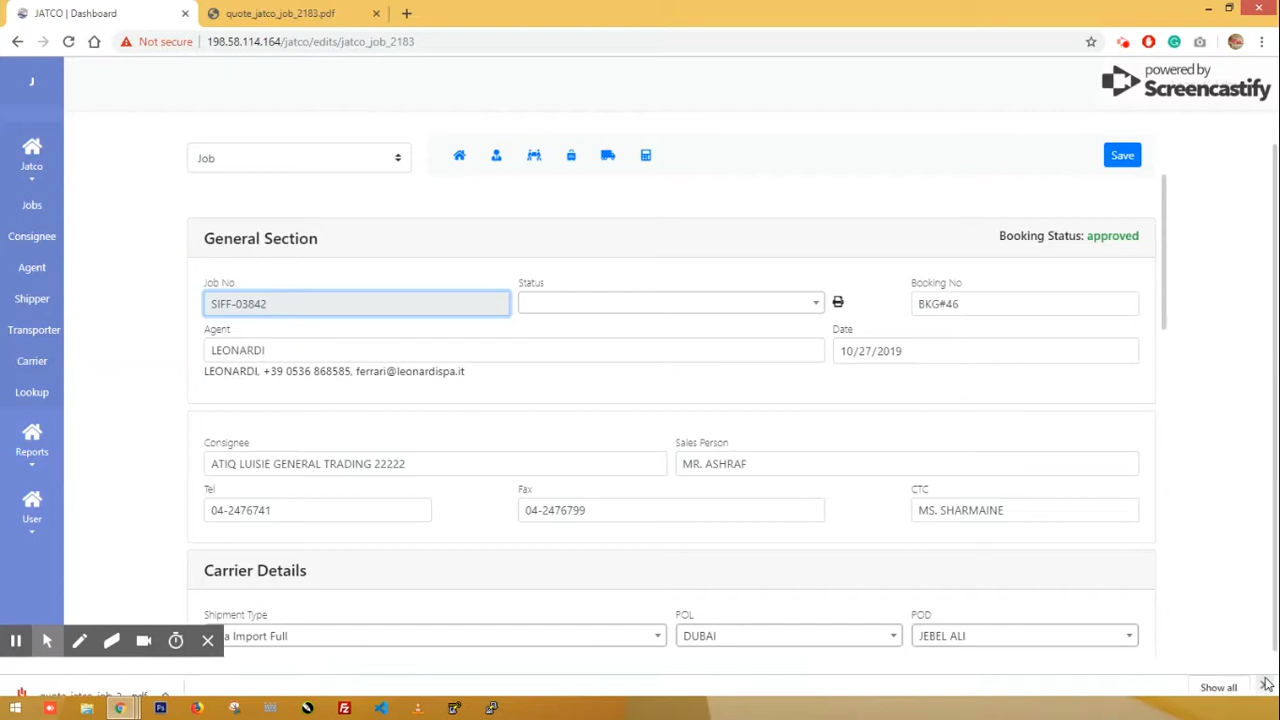 JATCO | Dashboard
quote_jatco_job_2183.pdf
Not secure
198.58.114.164/jatco/edits/jatco_job_2183
powered by
Screencastify
J
Jatco
Jobs
Consignee
Agent
Shipper
Transporter
Carrier
Lookup
Reports
User
Job
Save
General Section
Booking Status: approved
Job No.
Status
Booking No
SIFF-03842
BKG#46
Agent
Date
LEONARDI
10/27/2019
LEONARDI, +39 0536 868585, ferrari@leonardispa.it
Consignee
Sales Person
ATIQ LUISIE GENERAL TRADING 22222
MR. ASHRAF
Tel
Fax
CTC
04-2476741
04-2476799
MS. SHARMAINE
Carrier Details
Shipment Type
POL
POD
a Import Full
DUBAI
JEBEL ALI
quote_jatco_job_2....pdf
Show all